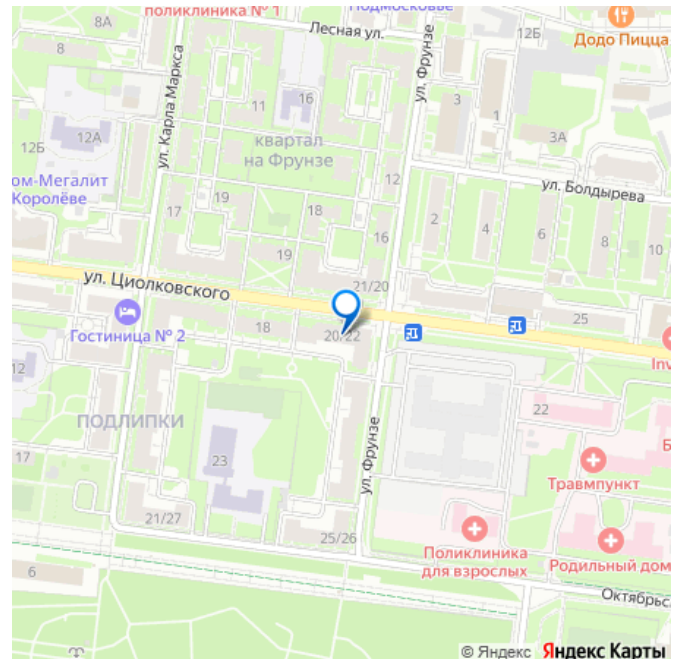 поликлиника № 1
Подмосковье
8А
Лесная ул.
12Б
Додо Пицца
8
ул. Карла Маркса
ул. Фрунзе
11
16
3
1
12Б
12А
квартал
на Фрунзе
3А
ом-Мегалит
Королёве
12
ул. Болдырева
17
19
18
2
4
6
8
10
16
19
21/20
ул. Циолковского
Гостиница № 2
18
20/22
25
Inv
12
ПОДЛИПКИ
22
Б
17
23
ул. Фрунзе
Травмпункт
21/27
25/26
Поликлиника
для взрослых
Родильный дом
6
Октябрьс
© Яндекс Яндекс Карты